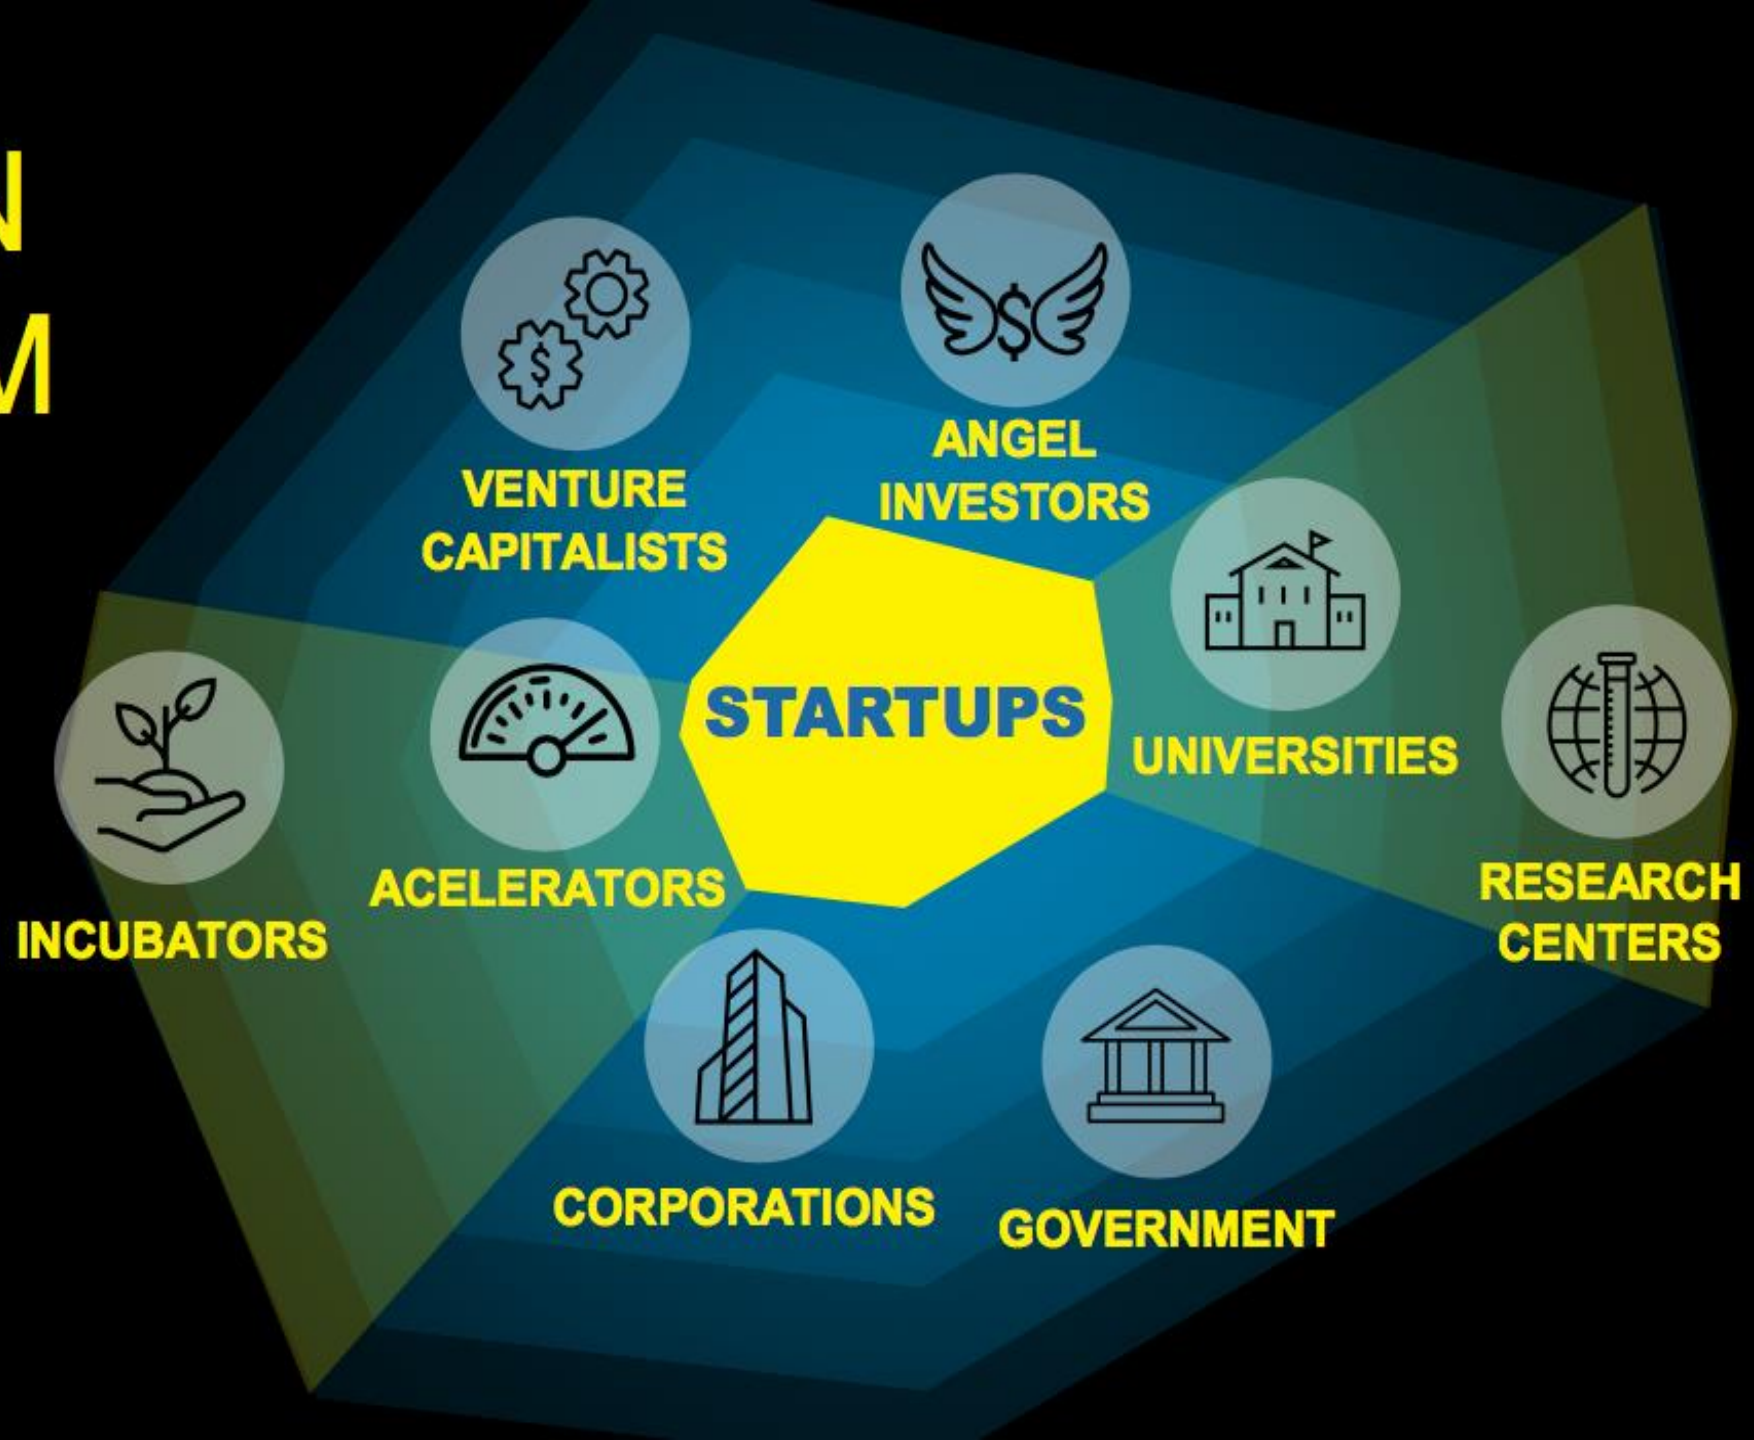 N
M
VENTURE
CAPITALISTS
ANGEL
INVESTORS
STARTUPS
UNIVERSITIES
RESEARCH
CENTERS
ACELERATORS
INCUBATORS
CORPORATIONS
GOVERNMENT
$
$